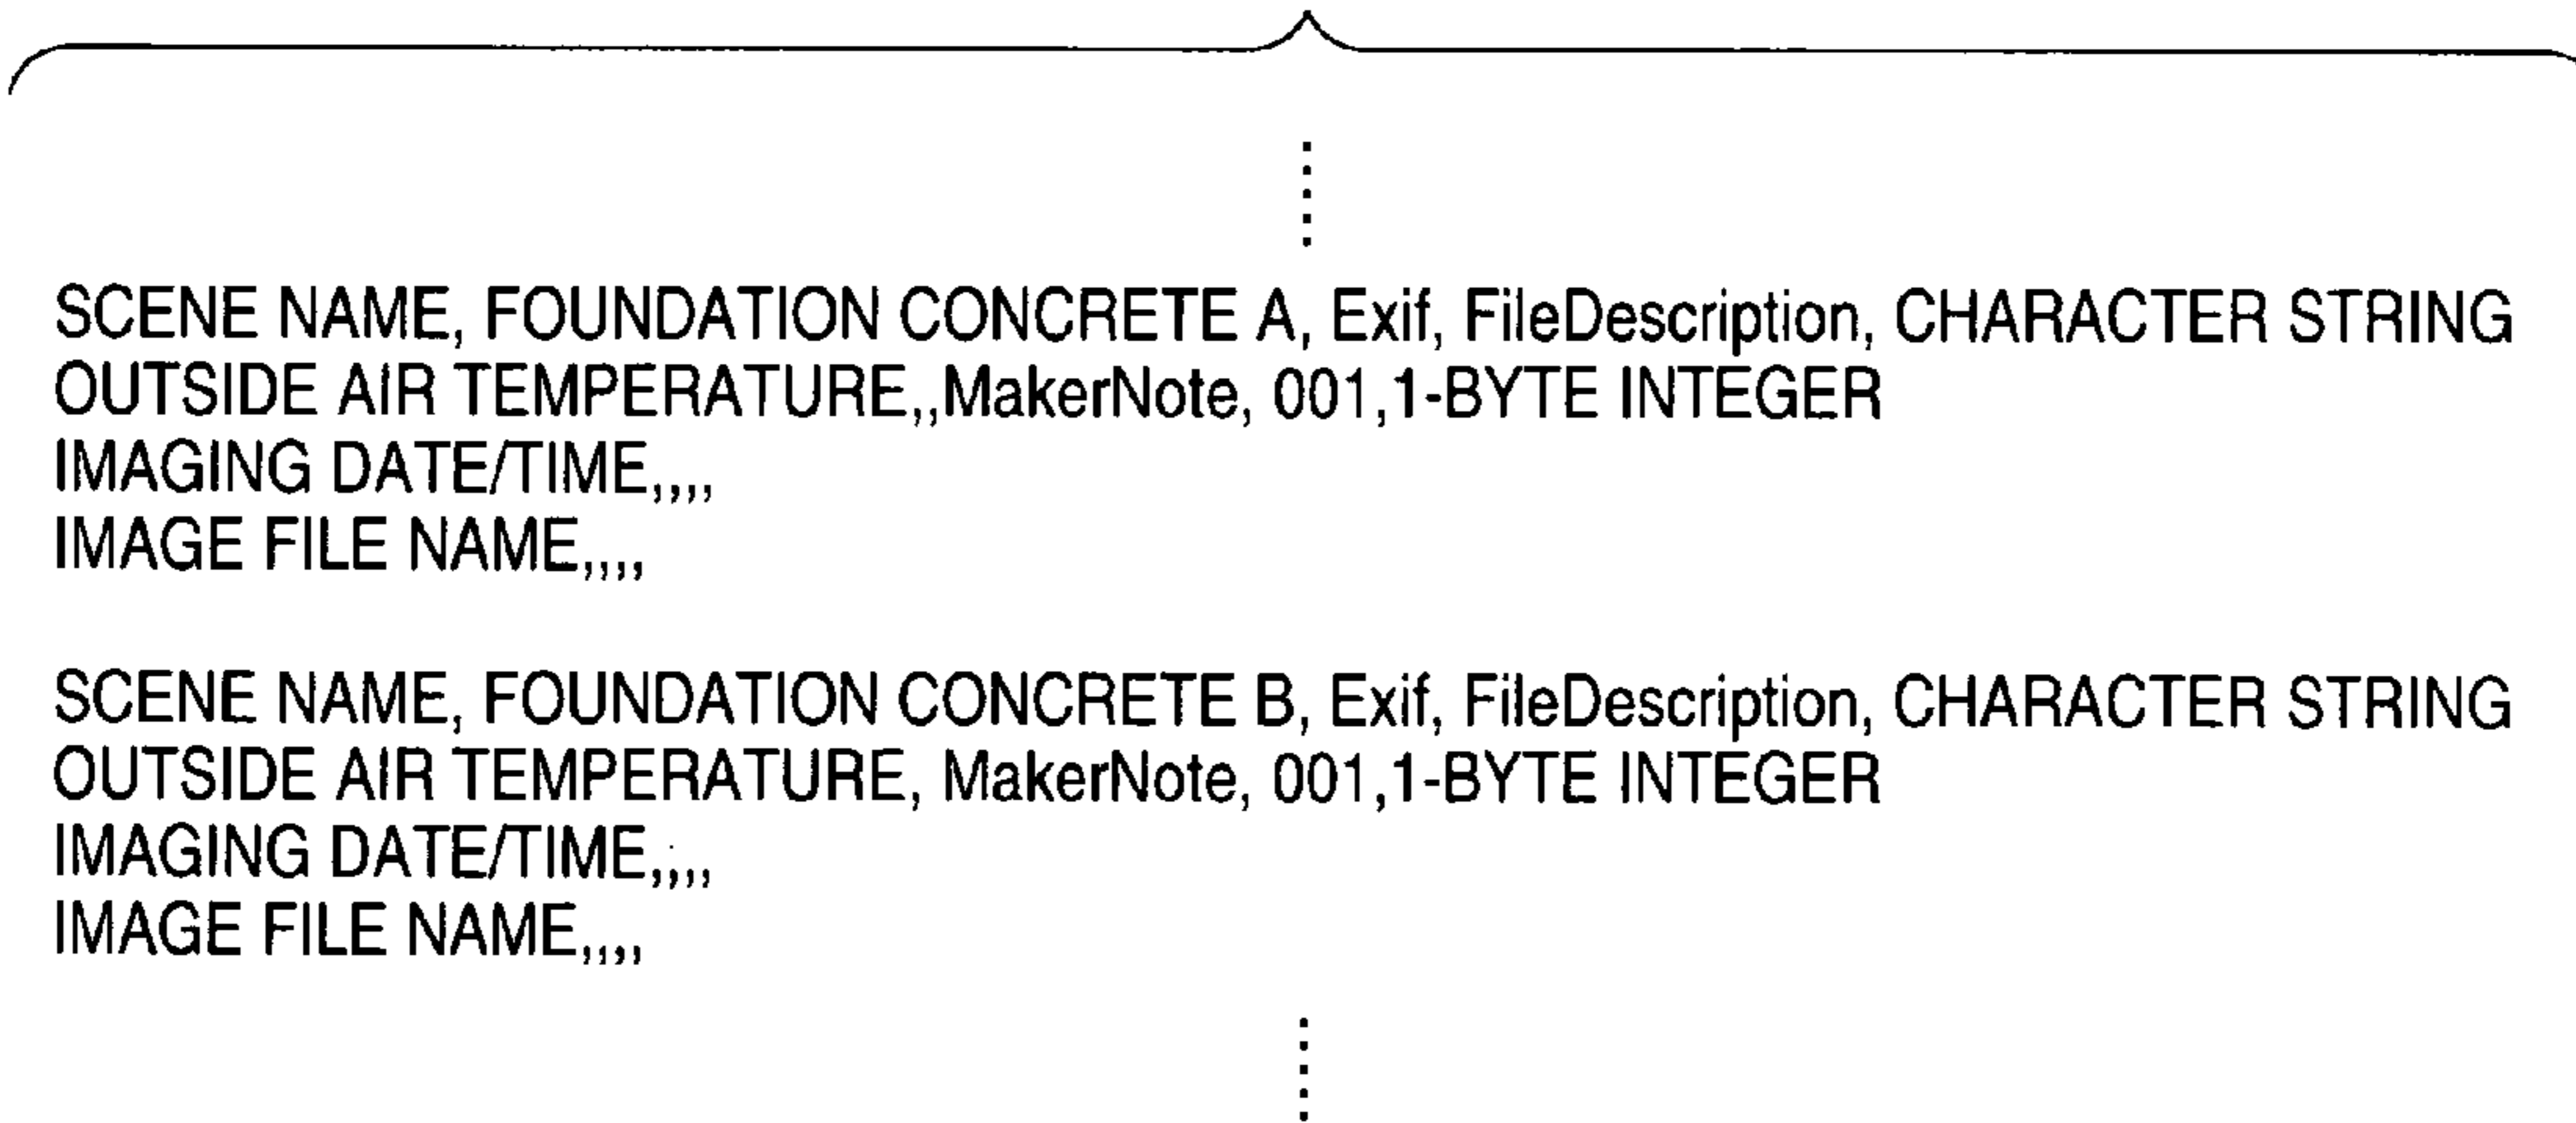 SCENE NAME, FOUNDATION CONCRETE A, Exif, FileDescription, CHARACTER STRING
OUTSIDE AIR TEMPERATURE,,MakerNote, 001,1-BYTE INTEGER
IMAGING DATE/TIME,,,,
IMAGE FILE NAME,,,,
SCENE NAME, FOUNDATION CONCRETE B, Exif, FileDescription, CHARACTER STRING
OUTSIDE AIR TEMPERATURE, MakerNote, 001,1-BYTE INTEGER
IMAGING DATE/TIME,,,,
IMAGE FILE NAME,,,,